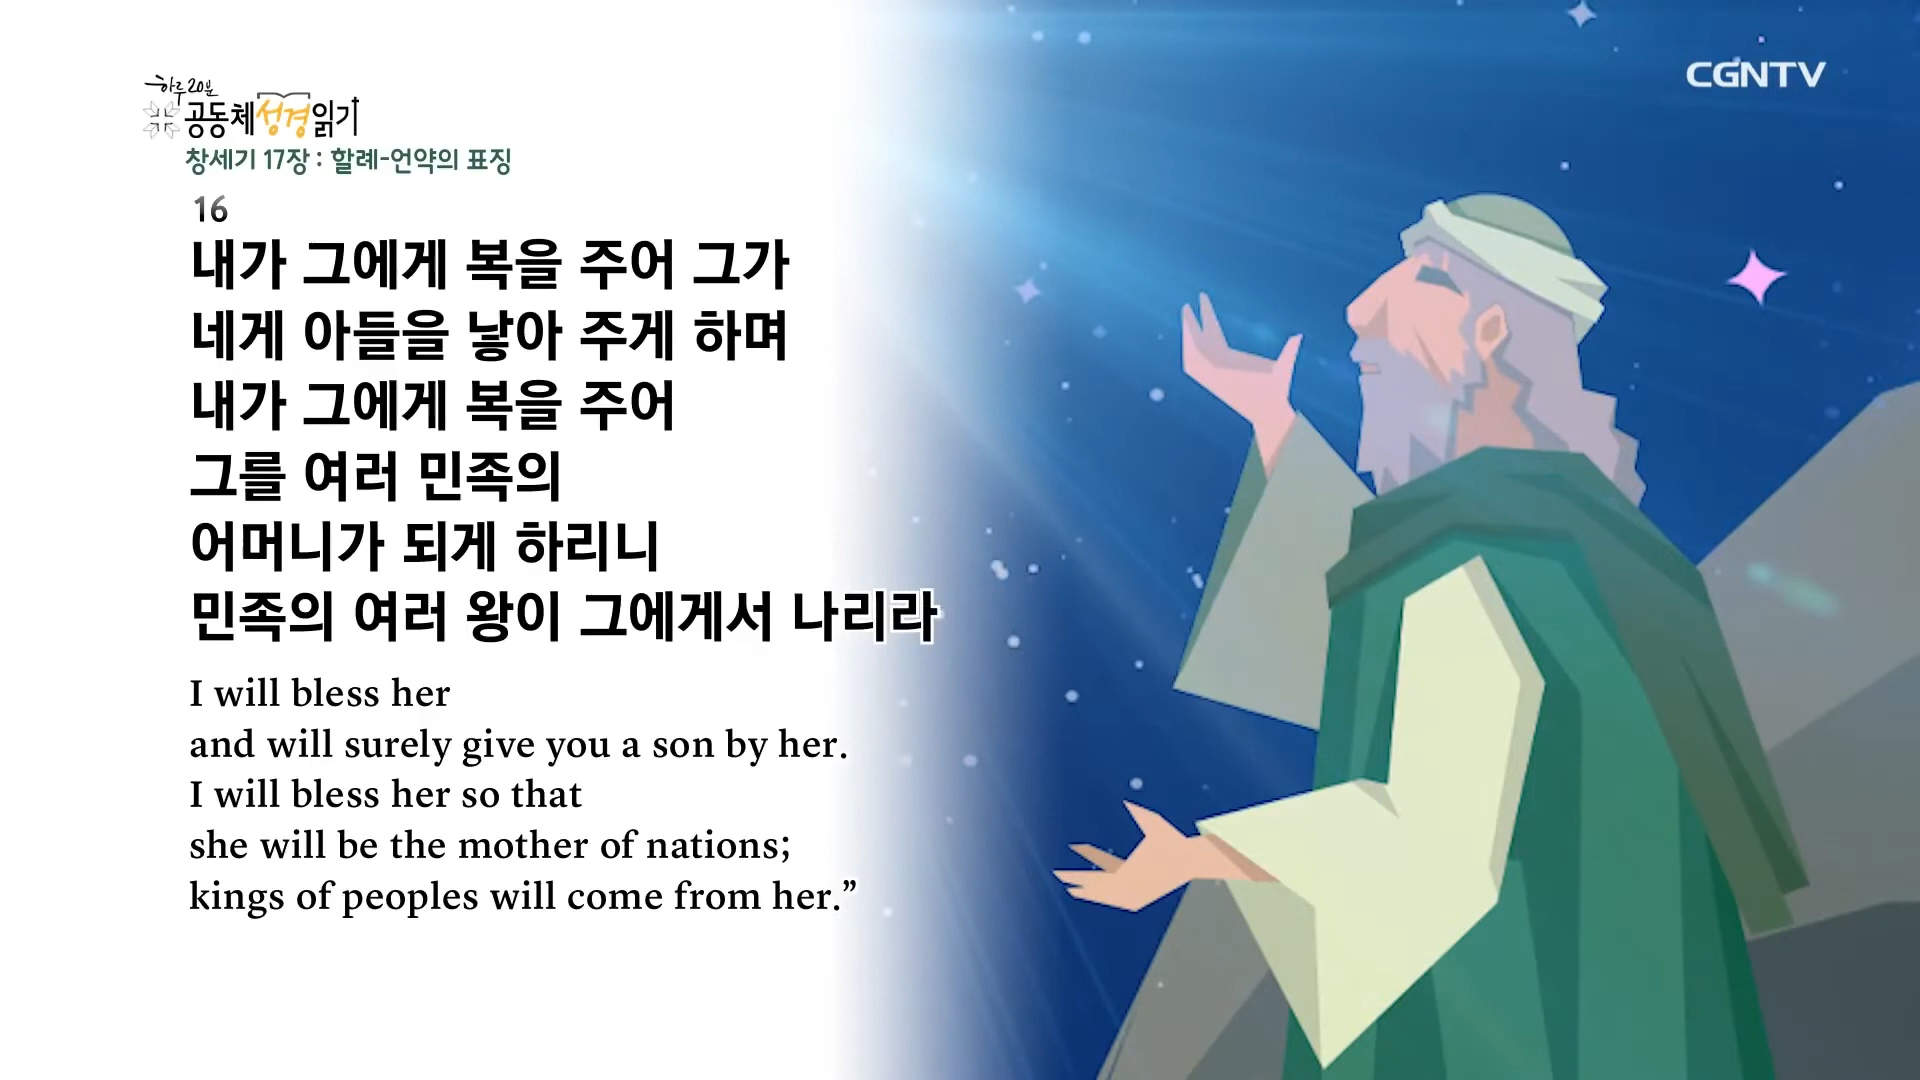 하루 20분
공동체성경읽기
CGNTV
창세기 17장 : 할례-언약의 표징
16
내가 그에게 복을 주어 그가
네게 아들을 낳아 주게 하며
내가 그에게 복을 주어
그를 여러 민족의
어머니가 되게 하리니
민족의 여러 왕이 그에게서 나리라
I will bless her
and will surely give you a son by her.
I will bless her so that
she will be the mother of nations;
kings of peoples will come from her.”